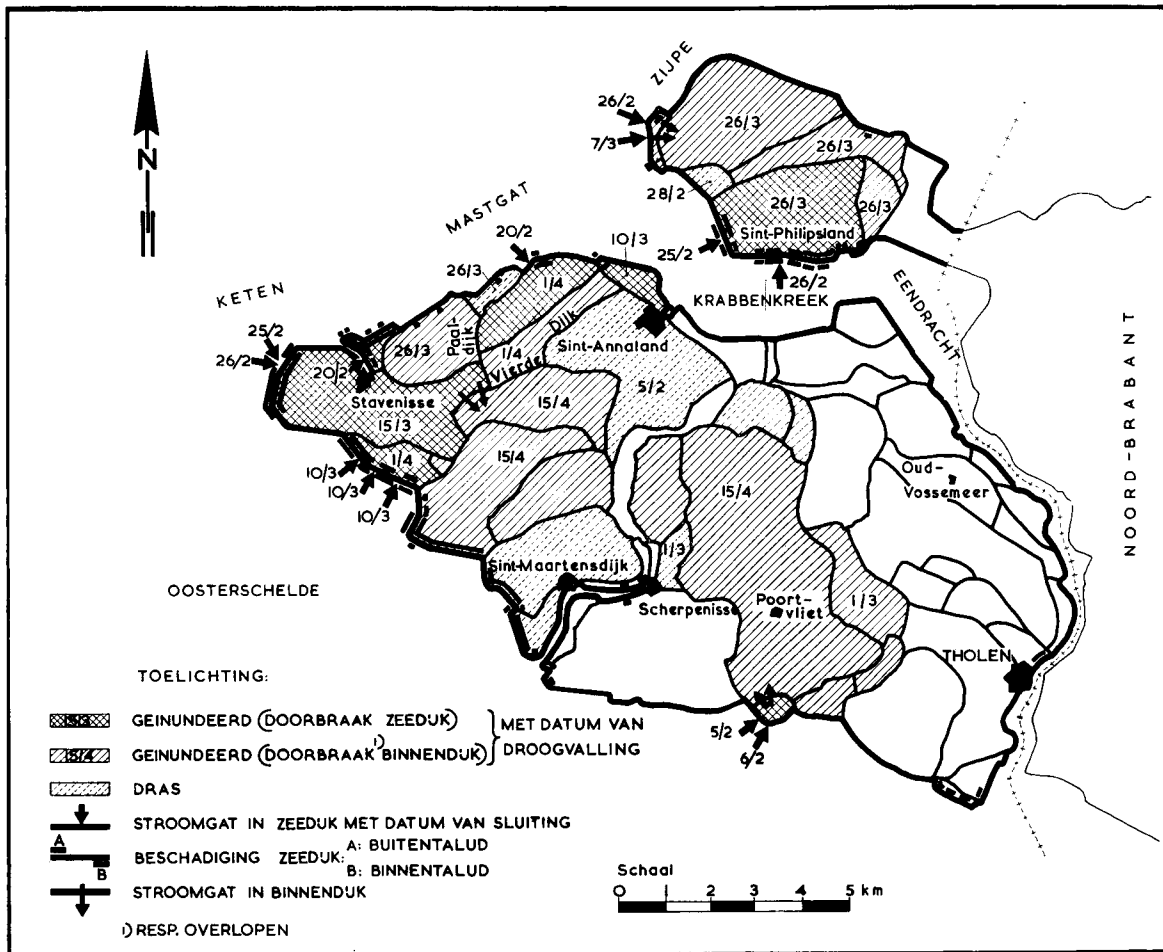 N
ZIJPE
26/2
7/3
26/3
26/3
28/2
26/3
26/3
Sint-Philipsland
25/2
26/2
MASTGAT
20/2
10/3
KRABBENKREEK
EENDRACHT
NOORD-BRABANT
KETEN
26/3
1/4
25/2
26/2
20/2
26/3
Paal-
dijk
1/4
Vierde
Dijk
Sint-Annaland
5/2
Stavenisse
15/3
15/4
1/4
15/4
10/3
10/3
10/3
15/4
Oud-
Vossemeer
Sint-Maartensdijk
1/3
OOSTERSCHELDE
Scherpenisse
Poort-
vliet
1/3
THOLEN
5/2
6/2
TOELICHTING:
15/3 GEINUNDEERD (DOORBRAAK ZEEDIJK)
15/4 GEINUNDEERD (DOORBRAAK 1) BINNENDIJK)
MET DATUM VAN
DROOGVALLING
DRAS
STROOMGAT IN ZEEDIJK MET DATUM VAN SLUITING
A
B
BESCHADIGING ZEEDIJK: A: BUITENTALUD
B: BINNENTALUD
STROOMGAT IN BINNENDIJK
1) RESP. OVERLOPEN
Schaal
0 1 2 3 4 5 km